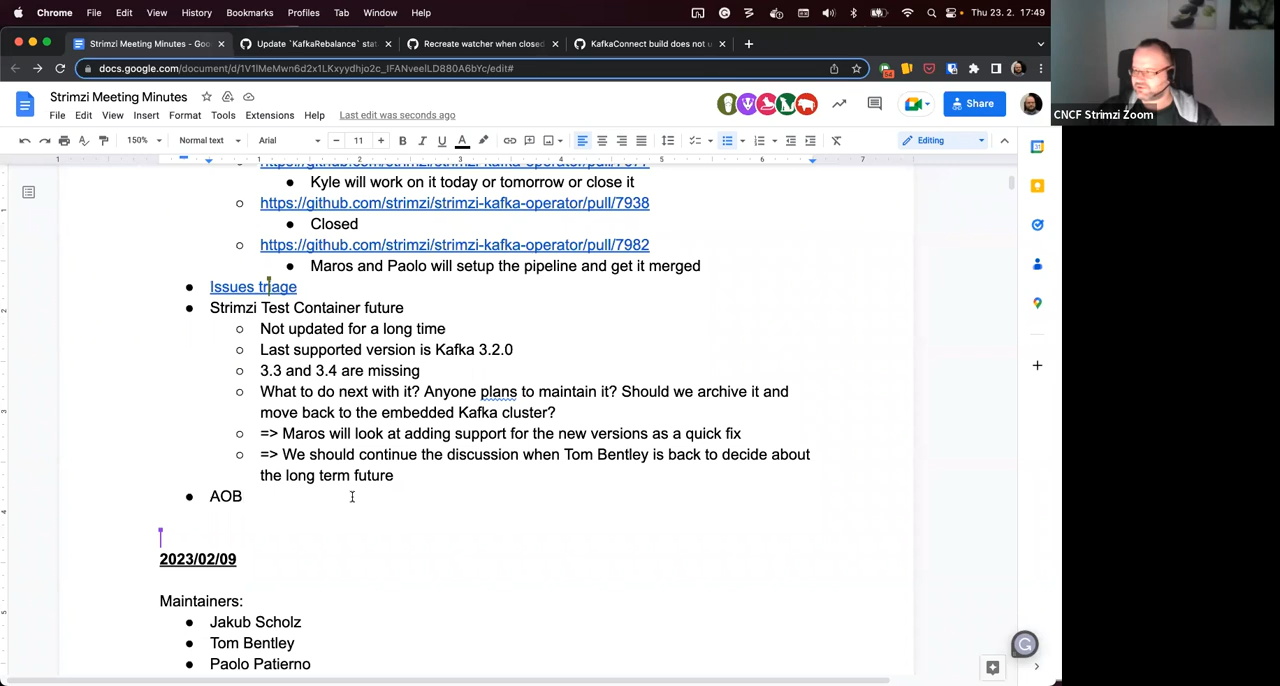 Chrome File Edit View History Bookmarks Profiles Tab Window Help Thu 23. 2. 17:49
Strimzi Meeting Minutes - Goo Update `KafkaRebalance` stat Recreate watcher when closed KafkaConnect build does not u
docs.google.com/document/d/1V1lMeMwn6d2x1LKxyydhjo2c_IFANveelLD880A6bYc/edit#
54
Strimzi Meeting Minutes
File Edit View Insert Format Tools Extensions Help Last edit was seconds ago
Share
150% Normal text Arial 11 B I U A Editing
1 1 2 3 4 5 6 7
Kyle will work on it today or tomorrow or close it
https://github.com/strimzi/strimzi-kafka-operator/pull/7938
Closed
https://github.com/strimzi/strimzi-kafka-operator/pull/7982
Maros and Paolo will setup the pipeline and get it merged
Issues triage
Strimzi Test Container future
Not updated for a long time
Last supported version is Kafka 3.2.0
3.3 and 3.4 are missing
What to do next with it? Anyone plans to maintain it? Should we archive it and
move back to the embedded Kafka cluster?
=> Maros will look at adding support for the new versions as a quick fix
=> We should continue the discussion when Tom Bentley is back to decide about
the long term future
AOB
2023/02/09
Maintainers:
Jakub Scholz
Tom Bentley
Paolo Patierno
CNCF Strimzi Zoom